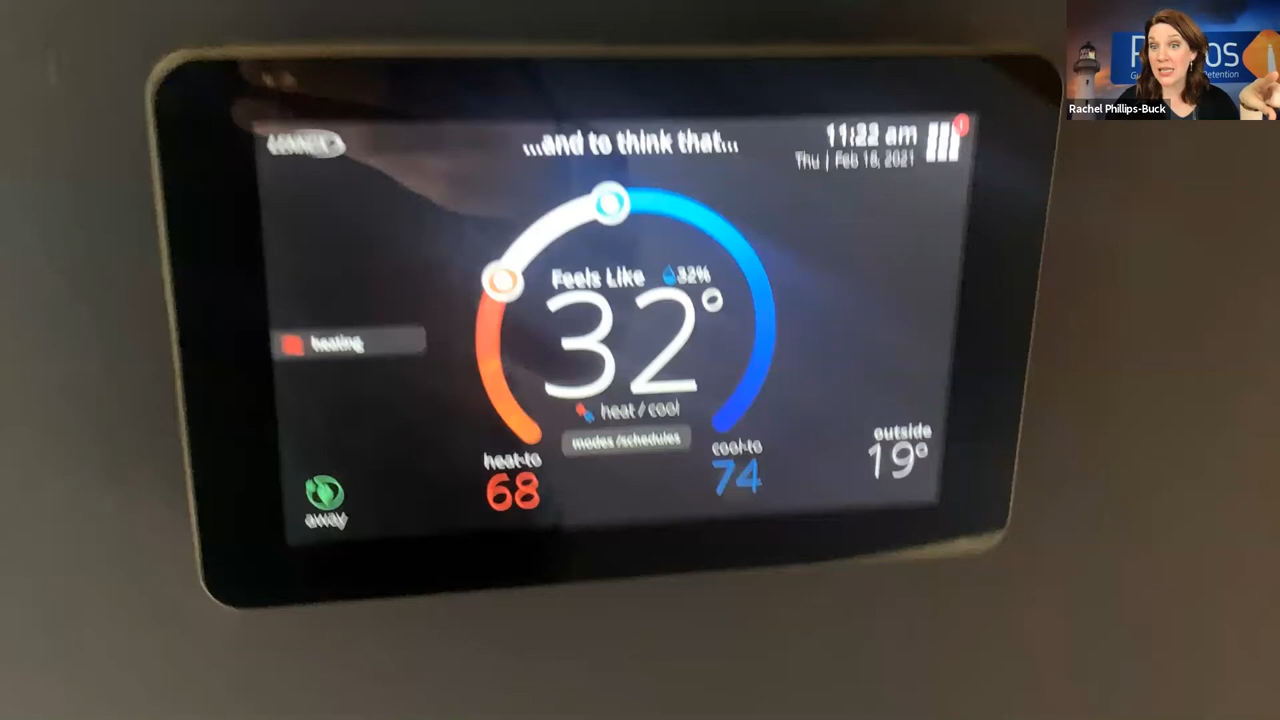 ...and to think that...
11:22 am
Thu | Feb 18, 2021
Feels Like 32%
32°
heating
heat / cool
modes/schedules
heat-to
68
cool-to
74
outside
19°
away
Rachel Phillips-Buck